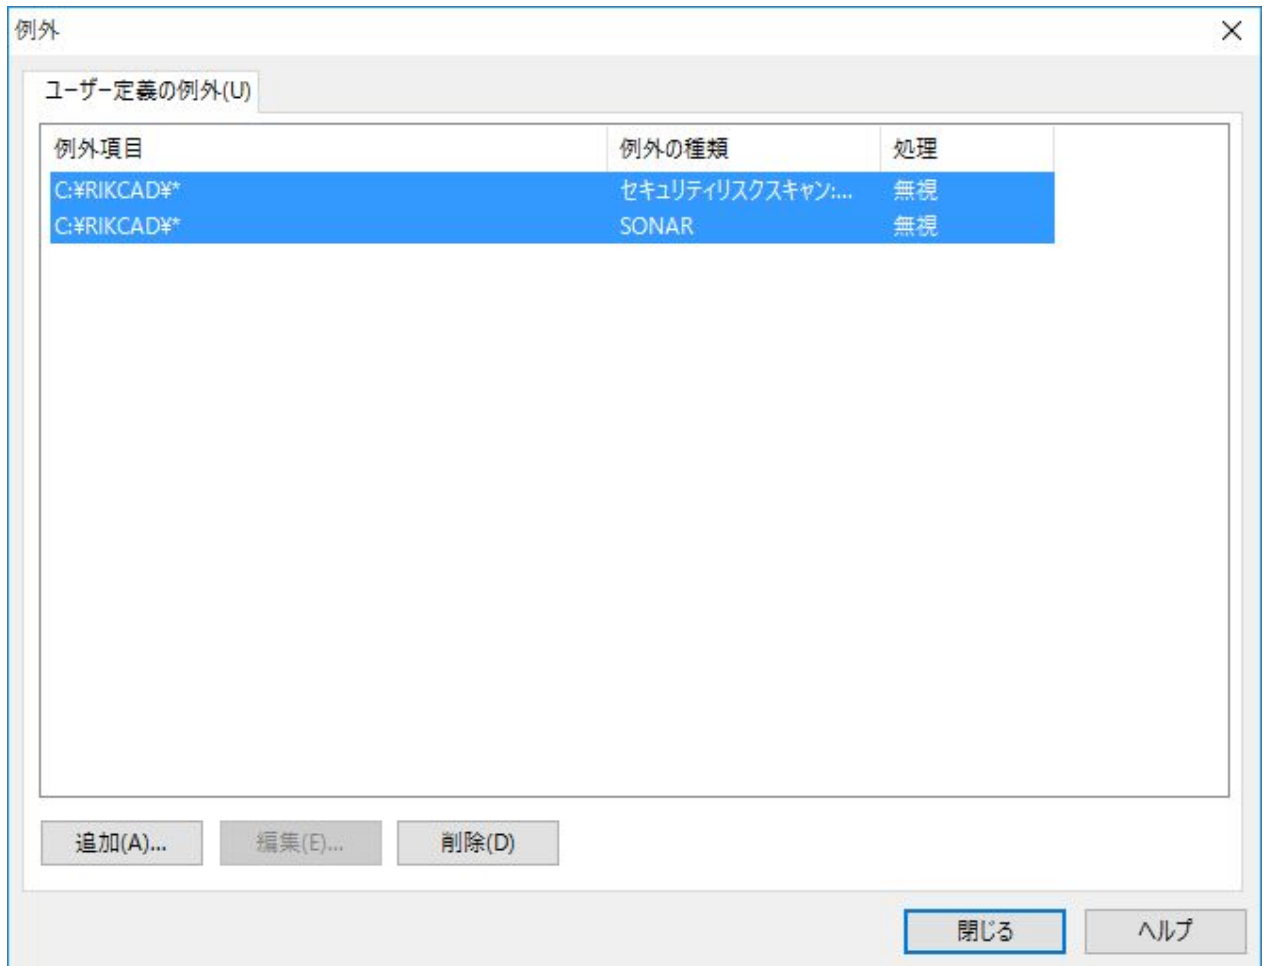 例外
ユーザー定義の例外(U)
例外項目 例外の種類 処理
C:¥RIKCAD¥* セキュリティリスクスキャン:... 無視
C:¥RIKCAD¥* SONAR 無視
追加(A)... 編集(E)... 削除(D)
閉じる ヘルプ